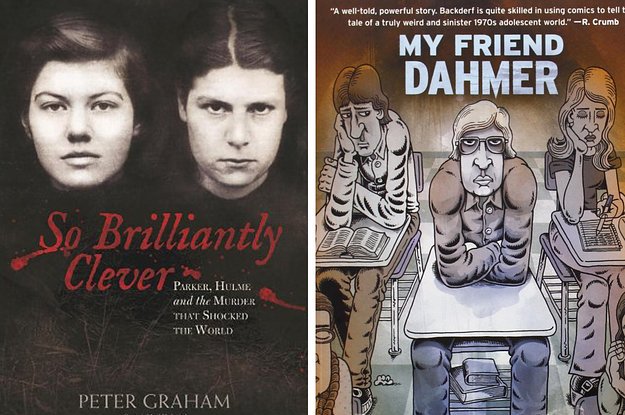 So Brilliantly
Clever
PARKER, HULME
and the MURDER
THAT SHOCKED
THE WORLD
PETER GRAHAM
"A well-told, powerful story. Backderf is quite skilled in using comics to tell t
tale of a truly weird and sinister 1970s adolescent world." —R. Crumb
MY FRIEND
DAHMER